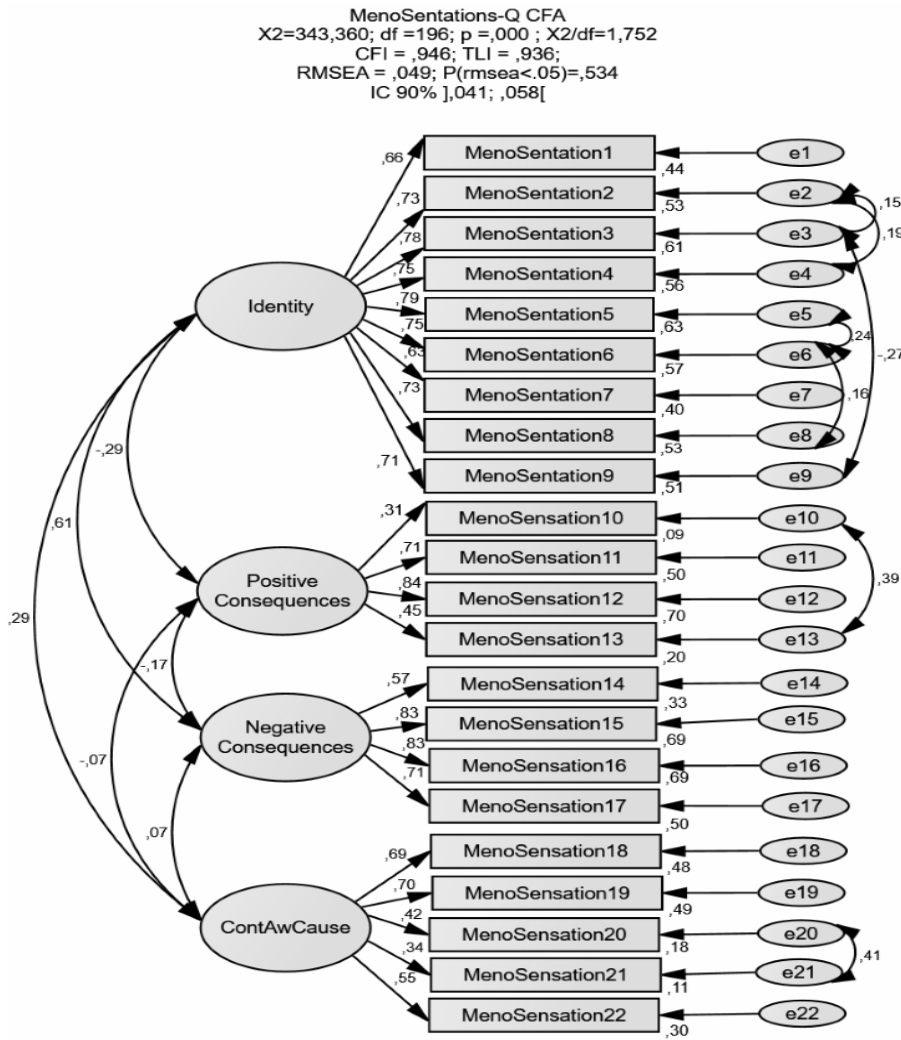 MenoSentations-Q CFA
X2=343,360; df =196; p =,000 ; X2/df=1,752
CFI = ,946; TLI = ,936;
RMSEA = ,049; P(rmsea<.05)=,534
IC 90% ],041; ,058[
,66 MenoSentation1 ,44 e1
,73 MenoSentation2 ,53 e2 ,15
,78 MenoSentation3 ,61 e3 ,19
,75 MenoSentation4 ,56 e4
Identity
,79 MenoSentation5 ,63 e5
,75 MenoSentation6 ,57 e6 ,24 -,27
,63 MenoSentation7 ,40 e7 ,16
,73 MenoSentation8 ,53 e8
,71 MenoSentation9 ,51 e9
-,29
,61
,29
,31 MenoSensation10 ,09 e10
,71 MenoSensation11 ,50 e11
Positive
Consequences
,84 MenoSensation12 ,70 e12 ,39
,45 MenoSensation13 ,20 e13
-,17
,57 MenoSensation14 ,33 e14
,83 MenoSensation15 ,69 e15
Negative
Consequences
,83 MenoSensation16 ,69 e16
,71 MenoSensation17 ,50 e17
-,07
,07
,69 MenoSensation18 ,48 e18
,70 MenoSensation19 ,49 e19
ContAwCause
,42 MenoSensation20 ,18 e20
,34 MenoSensation21 ,11 e21 ,41
,55 MenoSensation22 ,30 e22